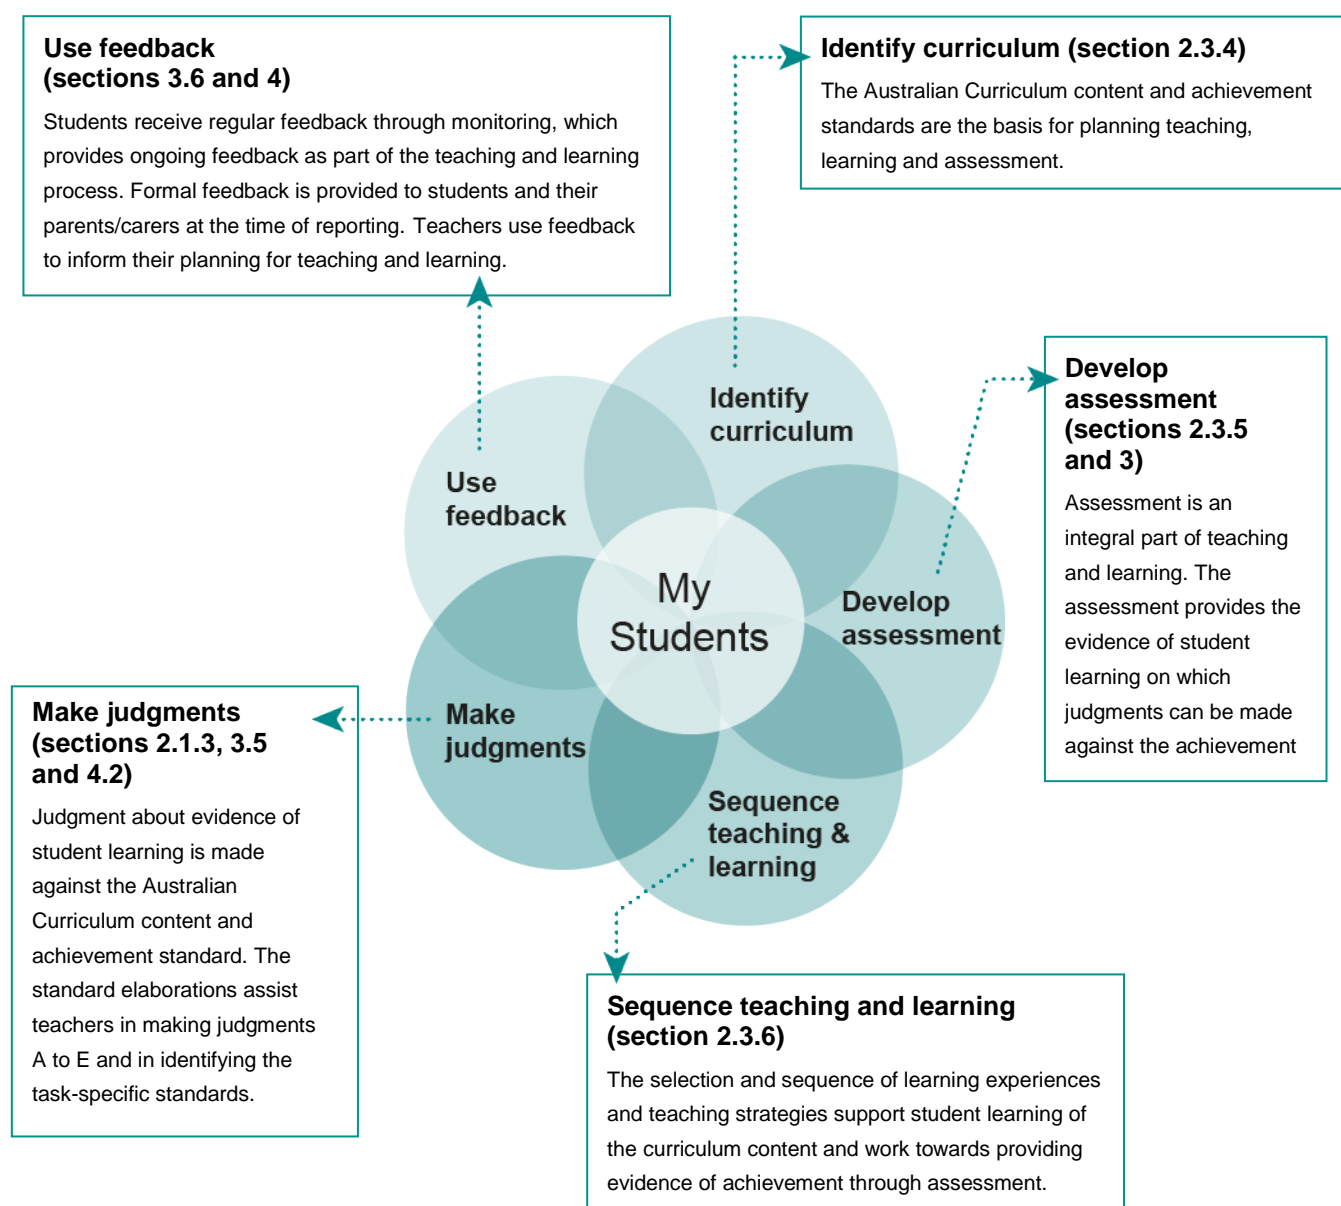 Use feedback
(sections 3.6 and 4)
Students receive regular feedback through monitoring, which
provides ongoing feedback as part of the teaching and learning
process. Formal feedback is provided to students and their
parents/carers at the time of reporting. Teachers use feedback
to inform their planning for teaching and learning.
Identify curriculum (section 2.3.4)
The Australian Curriculum content and achievement
standards are the basis for planning teaching,
learning and assessment.
Develop
assessment
(sections 2.3.5
and 3)
Assessment is an
integral part of teaching
and learning. The
assessment provides the
evidence of student
learning on which
judgments can be made
against the achievement
Identify
curriculum
Use
feedback
My
Students
Develop
assessment
Make
judgments
Sequence
teaching &
learning
Make judgments
(sections 2.1.3, 3.5
and 4.2)
Judgment about evidence of
student learning is made
against the Australian
Curriculum content and
achievement standard. The
standard elaborations assist
teachers in making judgments
A to E and in identifying the
task-specific standards.
Sequence teaching and learning
(section 2.3.6)
The selection and sequence of learning experiences
and teaching strategies support student learning of
the curriculum content and work towards providing
evidence of achievement through assessment.